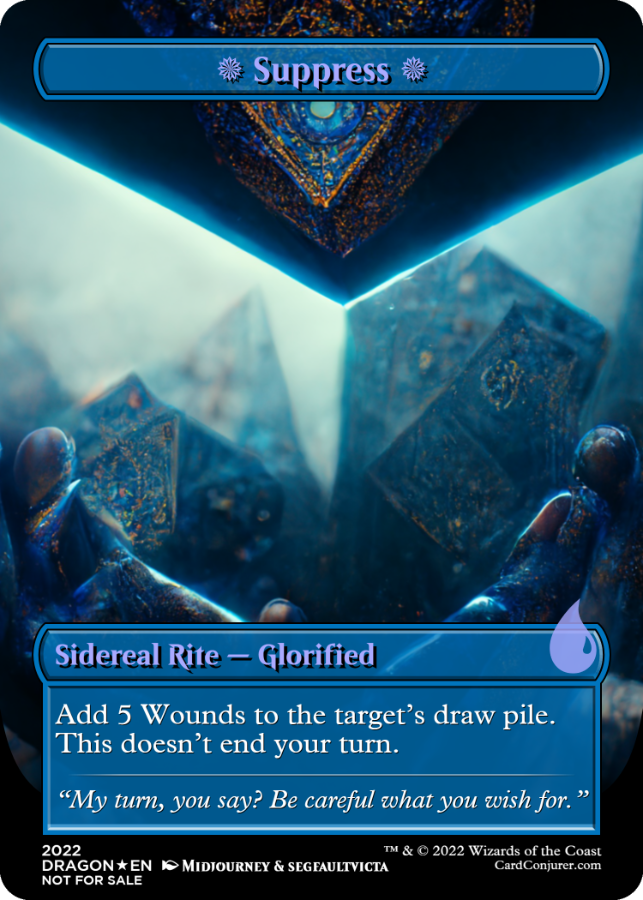 Suppress
Sidereal Rite — Glorified
Add 5 Wounds to the target's draw pile.
This doesn't end your turn.
“My turn, you say? Be careful what you wish for.”
2022
DRAGON★EN Midjourney & segfaultvicta
NOT FOR SALE
™ & © 2022 Wizards of the Coast
CardConjurer.com